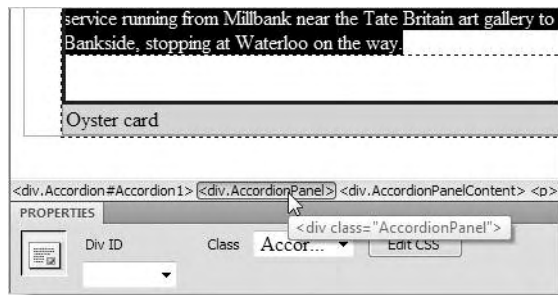 service running from Millbank near the Tate Britain art gallery to
Bankside, stopping at Waterloo on the way.
Oyster card
<div.Accordion#Accordion1> <div.AccordionPanel> <div.AccordionPanelContent> <p>
PROPERTIES
<div class="AccordionPanel">
Div ID Class Accor... Edit CSS